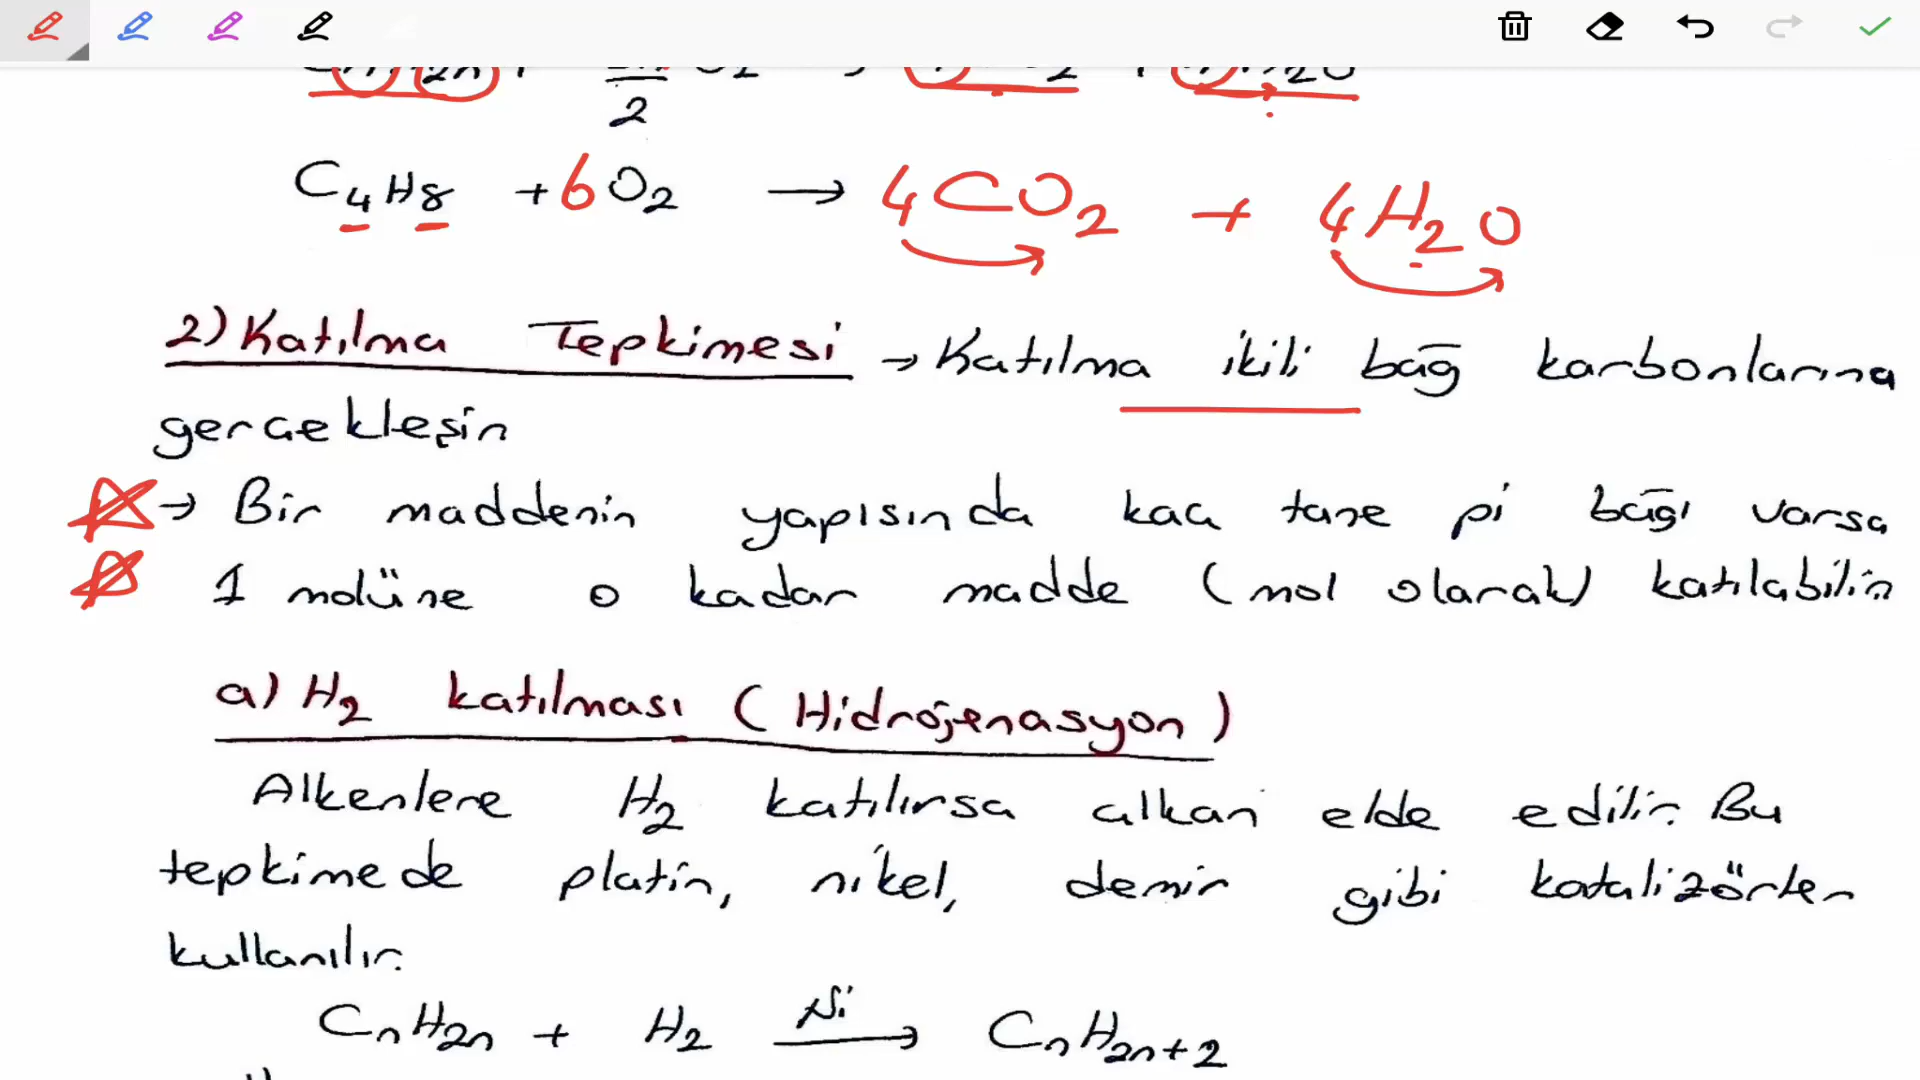 2
C4H8 + 6O2 → 4CO2 + 4H2O
2) Katılma Tepkimesi → Katılma ikili bağ karbonlarına
gerçekleşir
→ Bir maddenin yapısında kaç tane pi bağı varsa
1 molüne o kadar madde (mol olarak) katılabilir
a) H2 katılması (Hidrojenasyon)
Alkenlere H2 katılırsa alkan elde edilir. Bu
tepkimede platin, nikel, demir gibi katalizörler
kullanılır.
CnH2n + H2 Ni → CnH2n+2